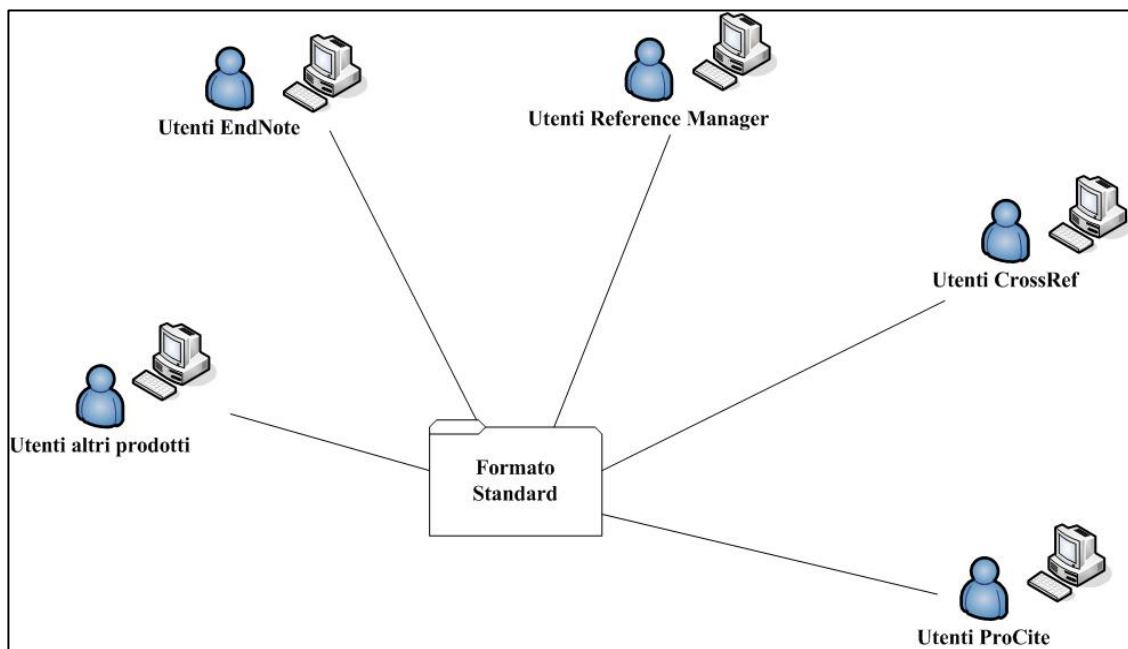 Utenti EndNote
Utenti Reference Manager
Utenti CrossRef
Utenti altri prodotti
Formato
Standard
Utenti ProCite